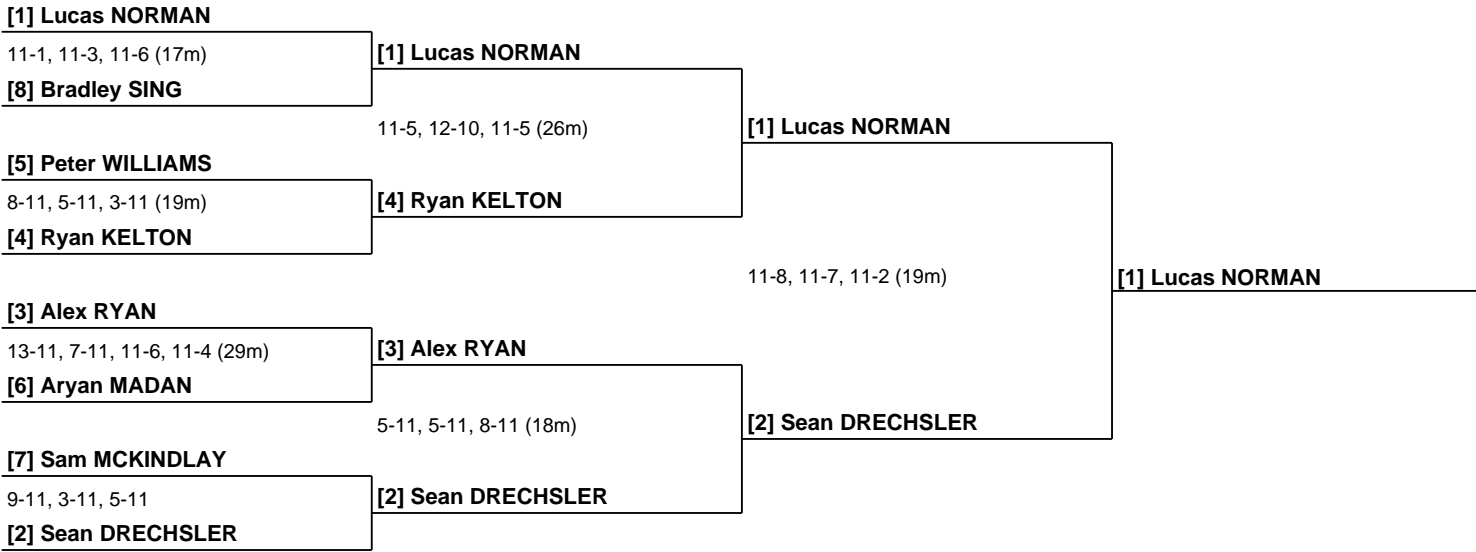 [1] Lucas NORMAN
11-1, 11-3, 11-6 (17m)
[8] Bradley SING
[5] Peter WILLIAMS
8-11, 5-11, 3-11 (19m)
[4] Ryan KELTON
[3] Alex RYAN
13-11, 7-11, 11-6, 11-4 (29m)
[6] Aryan MADAN
[7] Sam MCKINDLAY
9-11, 3-11, 5-11
[2] Sean DRECHSLER
[1] Lucas NORMAN
11-5, 12-10, 11-5 (26m)
[4] Ryan KELTON
[3] Alex RYAN
5-11, 5-11, 8-11 (18m)
[2] Sean DRECHSLER
[1] Lucas NORMAN
11-8, 11-7, 11-2 (19m)
[2] Sean DRECHSLER
[1] Lucas NORMAN